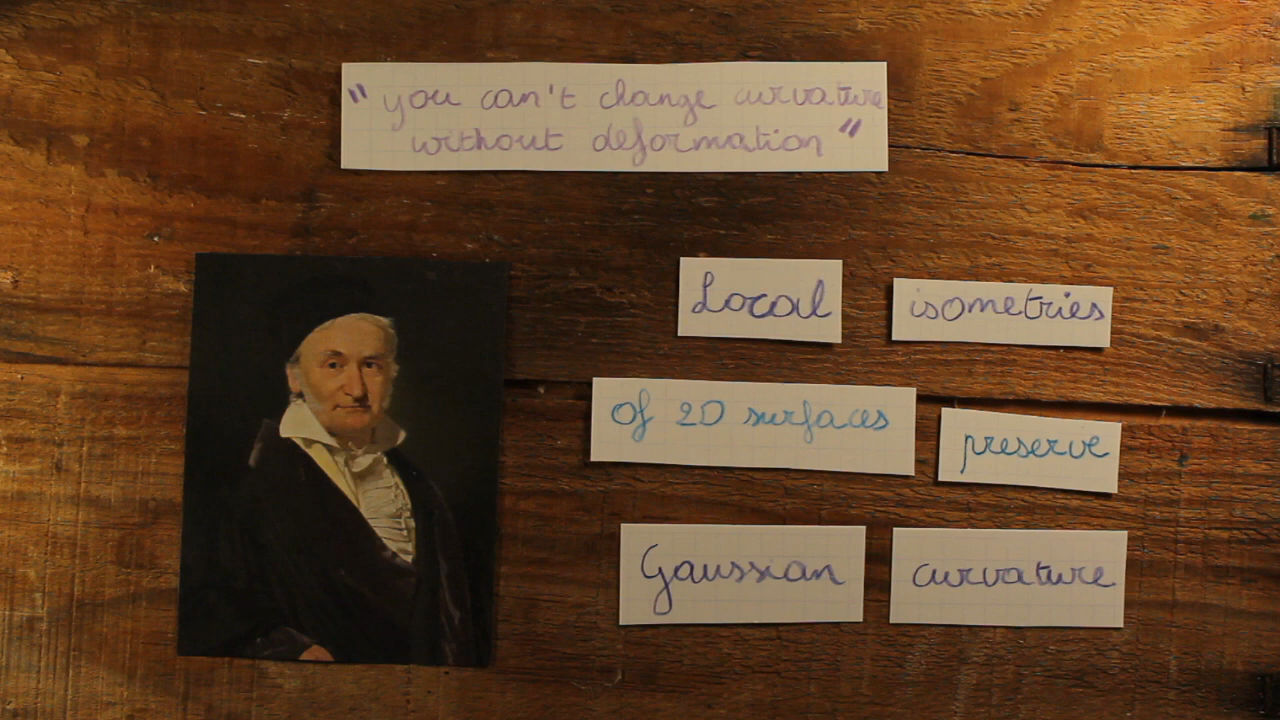 "you can't change curvature
without deformation"
Local isometries
of 2D surfaces preserve
Gaussian curvature